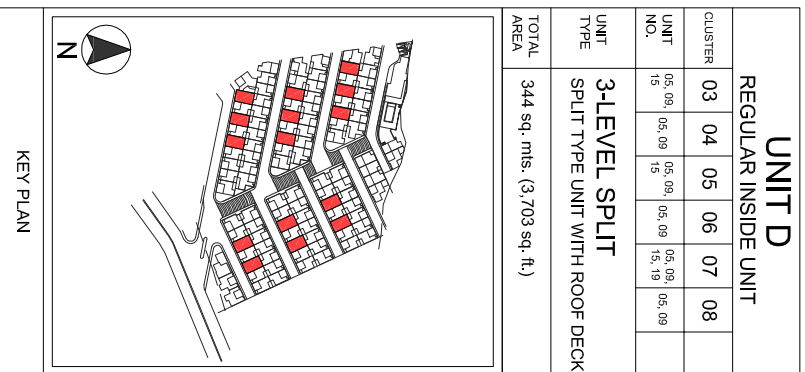 UNIT D
REGULAR INSIDE UNIT
CLUSTER 03 04 05 06 07 08
UNIT NO. 05, 09, 15 05, 09 05, 09, 15 05, 09 05, 09, 15, 19 05, 09
UNIT TYPE 3-LEVEL SPLIT
SPLIT TYPE UNIT WITH ROOF DECK
TOTAL AREA 344 sq. mts. (3,703 sq. ft.)
N
KEY PLAN